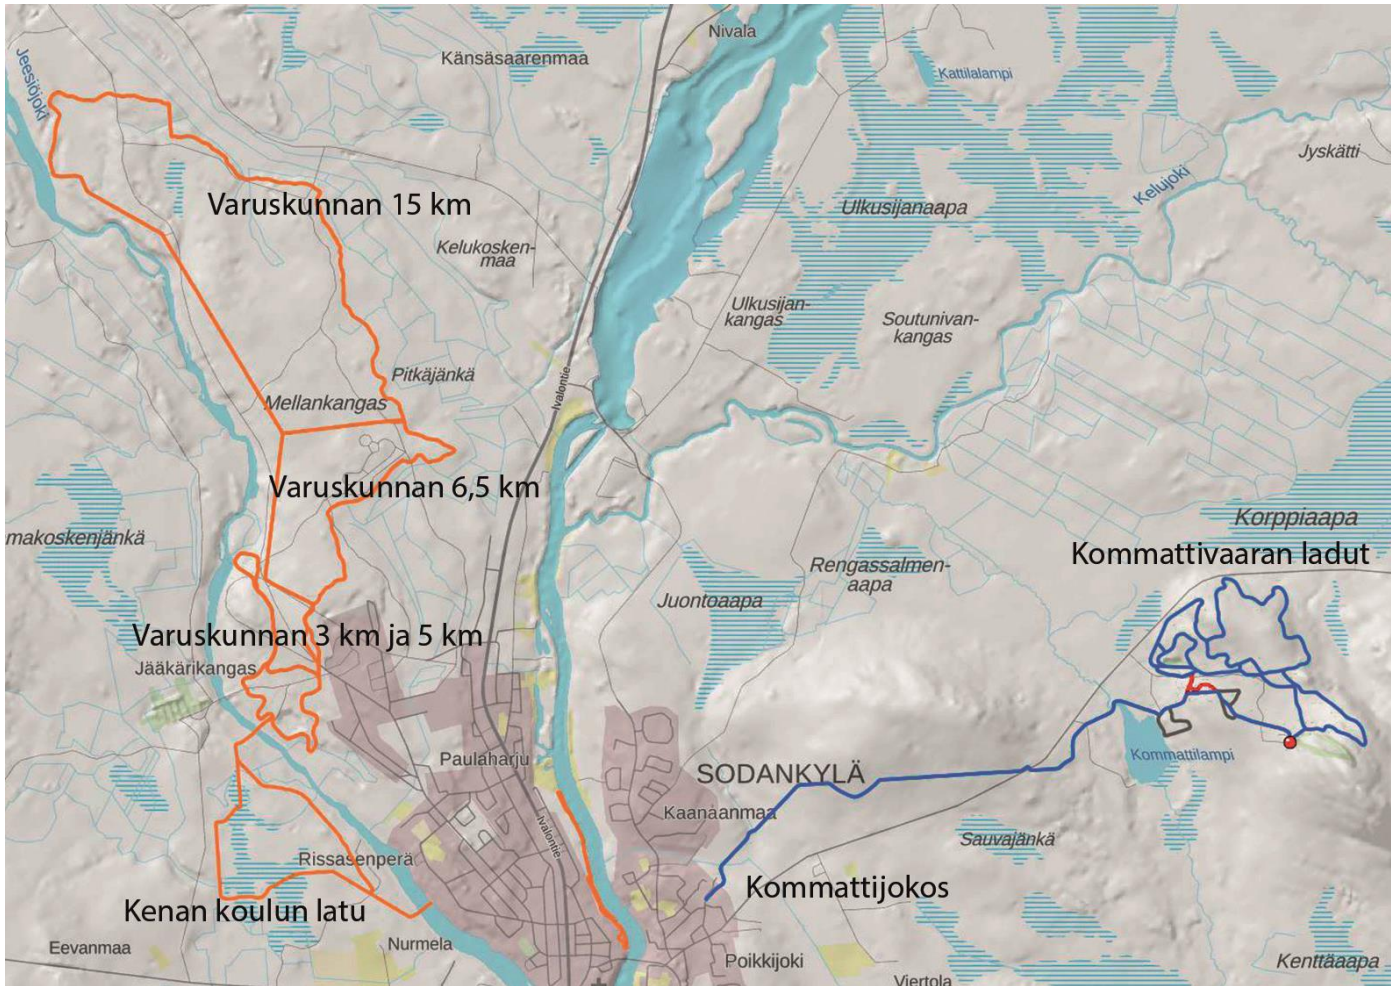 Nivala
Känsäsaarenmaa
Kattilalampi
Jeesiöjoki
Jyskätti
Kelujoki
Varuskunnan 15 km
Ulkusijanaapa
Kelukosken-
maa
Ulkusijan-
kangas
Soutunivan-
kangas
Pitkäjänkä
Ivalontie
Mellankangas
Varuskunnan 6,5 km
Korppiaapa
makoskenjänkä
Kommattivaaran ladut
Rengassalmen-
aapa
Juontoaapa
Varuskunnan 3 km ja 5 km
Jääkärikangas
Paulaharju
Kommattilampi
SODANKYLÄ
Kaanaanmaa
Ivalontie
Sauvajänkä
Rissasenperä
Kommattijokos
Kenan koulun latu
Eevanmaa
Nurmela
Poikkijoki
Kenttäaapa
Viertola